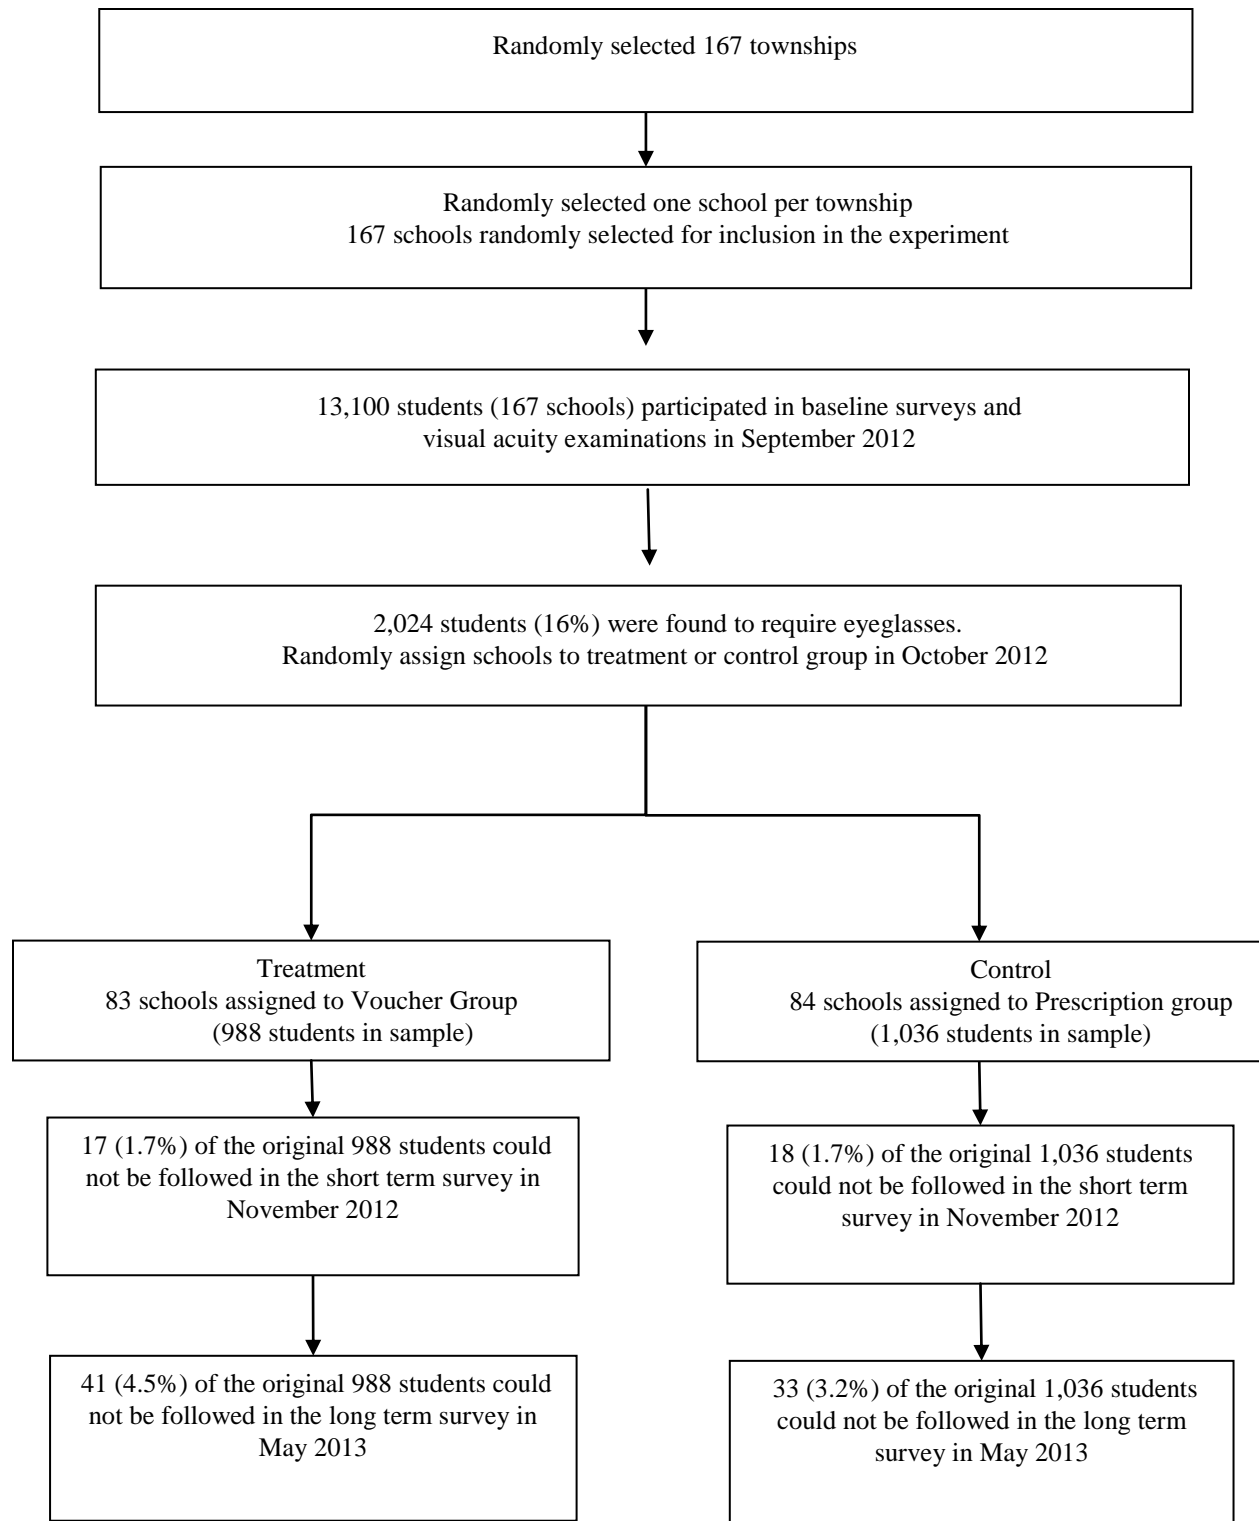 Randomly selected 167 townships
Randomly selected one school per township
167 schools randomly selected for inclusion in the experiment
13,100 students (167 schools) participated in baseline surveys and
visual acuity examinations in September 2012
2,024 students (16%) were found to require eyeglasses.
Randomly assign schools to treatment or control group in October 2012
Treatment
83 schools assigned to Voucher Group
(988 students in sample)
Control
84 schools assigned to Prescription group
(1,036 students in sample)
17 (1.7%) of the original 988 students could
not be followed in the short term survey in
November 2012
18 (1.7%) of the original 1,036 students
could not be followed in the short term
survey in November 2012
41 (4.5%) of the original 988 students could
not be followed in the long term survey in
May 2013
33 (3.2%) of the original 1,036 students
could not be followed in the long term
survey in May 2013